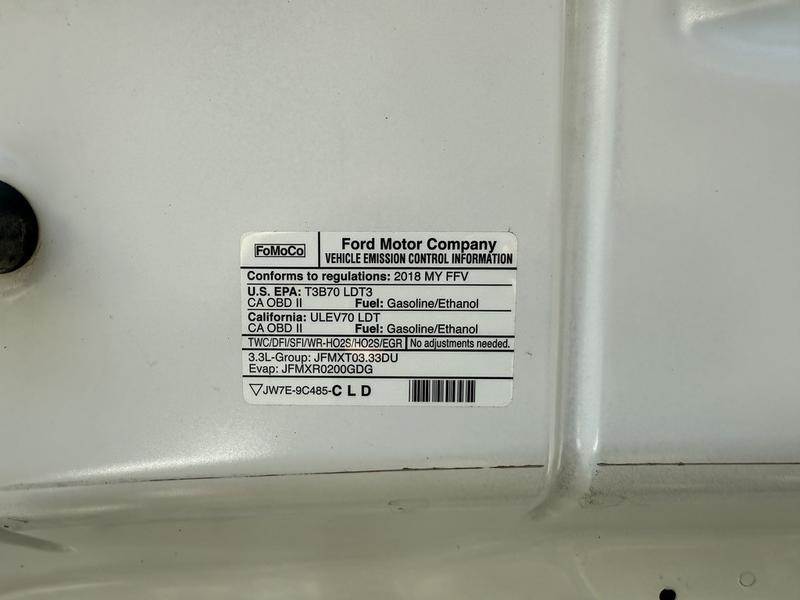 FoMoCo
Ford Motor Company
VEHICLE EMISSION CONTROL INFORMATION
Conforms to regulations: 2018 MY FFV
U.S. EPA: T3B70 LDT3
CA OBD II Fuel: Gasoline/Ethanol
California: ULEV70 LDT
CA OBD II Fuel: Gasoline/Ethanol
TWC/DFI/SFI/WR-HO2S/HO2S/EGR No adjustments needed.
3.3L-Group: JFMXT03.33DU
Evap: JFMXR0200GDG
JW7E-9C485-C L D